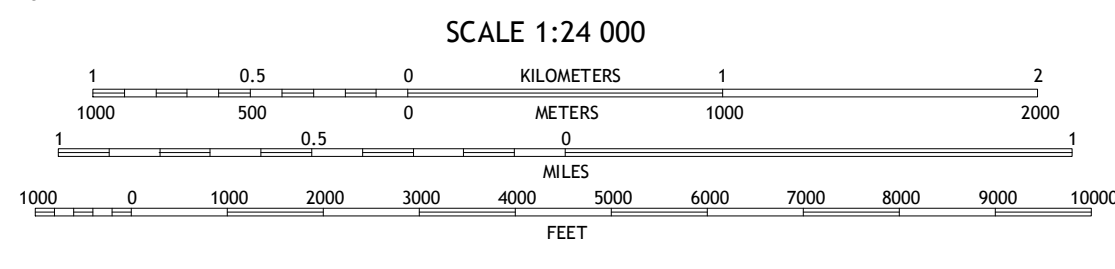 SCALE 1:24 000
1 0.5 0 KILOMETERS 1 2
1000 500 0 METERS 1000 2000
1 0.5 0 1
MILES
1000 0 1000 2000 3000 4000 5000 6000 7000 8000 9000 10000
FEET